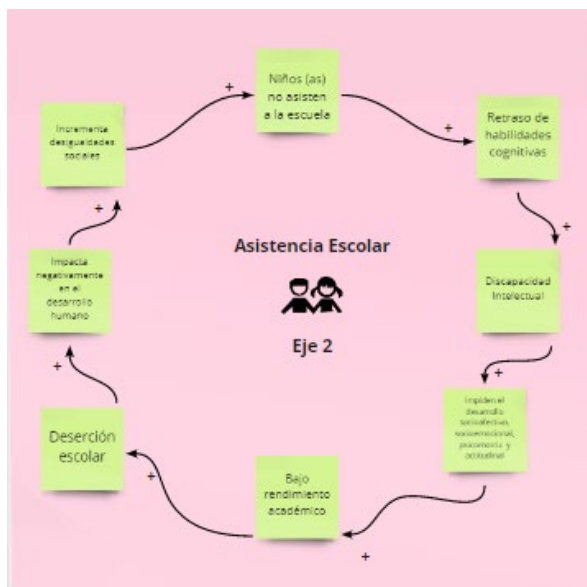 Niños (as)
no asisten
a la escuela
+
Retraso de
habilidades
cognitivas
+
Discapacidad
Intelectual
+
Impiden el
desarrollo
socioafectivo,
socioemocional,
psicomotriz y
actitudinal
+
Bajo
rendimiento
académico
+
Deserción
escolar
+
Impacta
negativamente
en el
desarrollo
humano
+
Incrementa
desigualdades
sociales
+
Asistencia Escolar
Eje 2